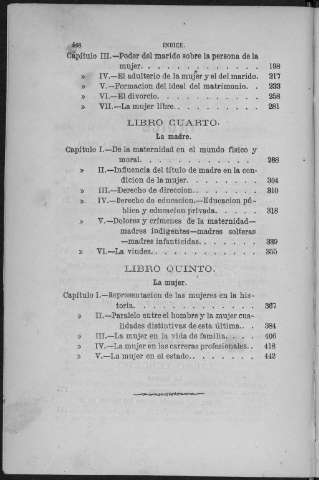 468 INDICE.
Capítulo III.—Poder del marido sobre la persona de la
mujer. . . . . . . . . . . . 198
» IV.—El adulterio de la mujer y el del marido. 217
» V.—Formacion del ideal del matrimonio. . 233
» VI.—El divorcio. . . . . . . . . . 258
» VII.—La mujer libre. . . . . . . . . 281
LIBRO CUARTO.
La madre.
Capítulo I.—De la maternidad en el mundo físico y
moral. . . . . . . . . . . . 288
» II.—Influencia del título de madre en la con-
dicion de la mujer. . . . . . . . 304
» III.—Derecho de direccion. . . . . . . 310
» IV.—Derecho de educacion.—Educacion pú-
blica y educacion privada. . . . . . 318
» V.—Dolores y crímenes de la maternidad—
madres indigentes—madres solteras
—madres infanticidas. . . . . . . 339
» VI.—La viudez. . . . . . . . . . . 355
LIBRO QUINTO.
La mujer.
Capítulo I.—Representacion de las mujeres en la his-
toria. . . . . . . . . . . . . 367
» II.—Paralelo entre el hombre y la mujer cua-
lidades distintivas de esta última. . . 384
» III.—La mujer en la vida de familia. . . . 406
» IV.—La mujer en las carreras profesionales. . 418
» V.—La mujer en el estado. . . . . . . 442